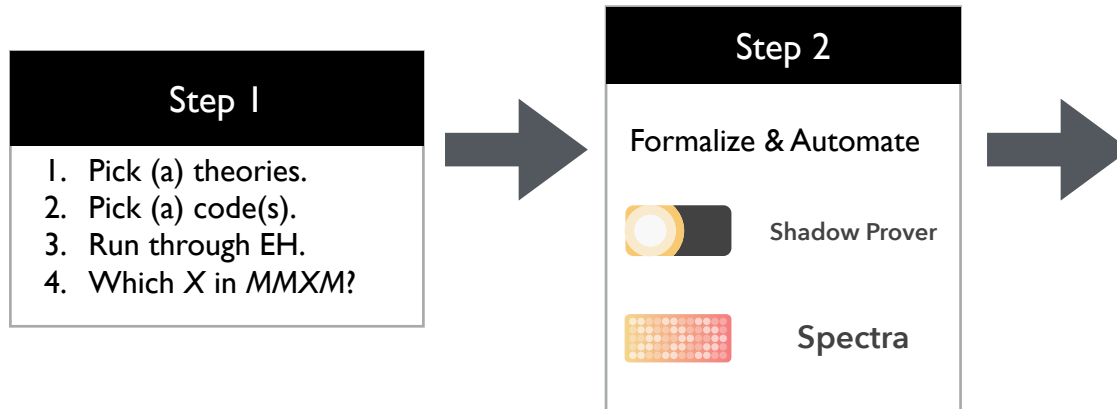 Step 1
1. Pick (a) theories.
2. Pick (a) code(s).
3. Run through EH.
4. Which X in MMXM?
Step 2
Formalize & Automate
Shadow Prover
Spectra